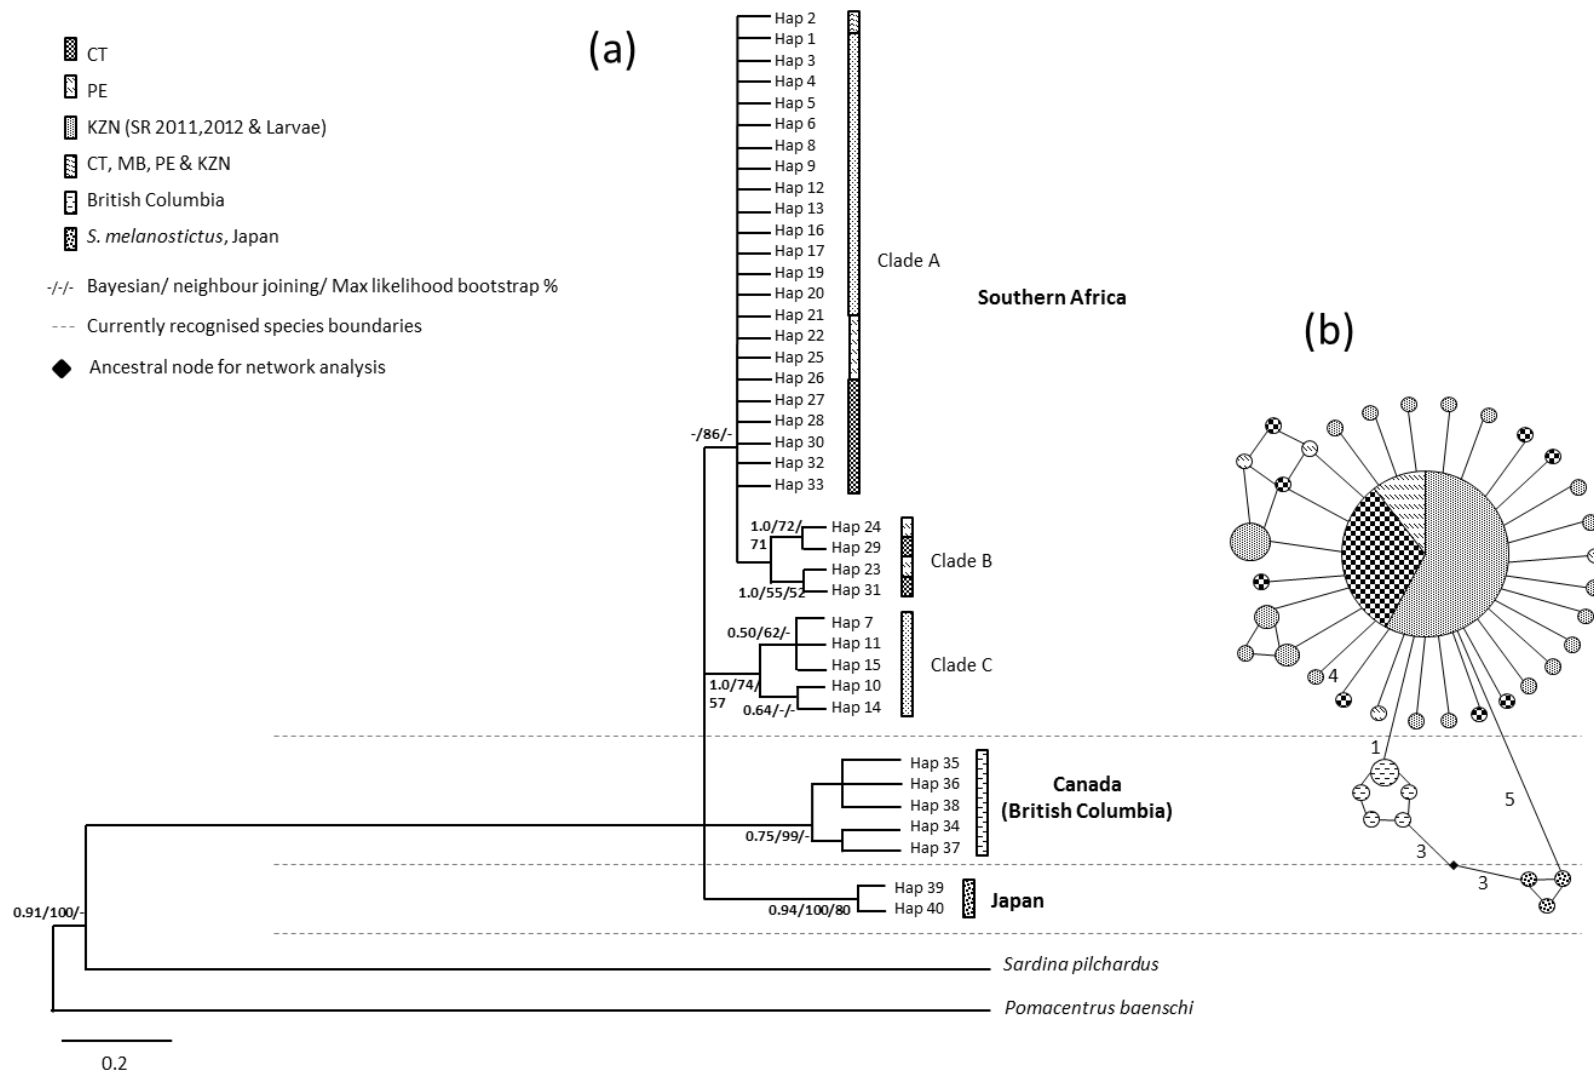 (a)
CT
PE
KZN (SR 2011,2012 & Larvae)
CT, MB, PE & KZN
British Columbia
S. melanostictus, Japan
-/-/- Bayesian/ neighbour joining/ Max likelihood bootstrap %
Currently recognised species boundaries
Ancestral node for network analysis
Hap 2
Hap 1
Hap 3
Hap 4
Hap 5
Hap 6
Hap 8
Hap 9
Hap 12
Hap 13
Hap 16
Hap 17
Hap 19
Hap 20
Hap 21
Hap 22
Hap 25
Hap 26
Hap 27
Hap 28
Hap 30
Hap 32
Hap 33
Clade A
Southern Africa
-/86/-
1.0/72/
71
Hap 24
Hap 29
Hap 23
Hap 31
1.0/55/52
Clade B
0.50/62/-
Hap 7
Hap 11
Hap 15
Hap 10
Hap 14
1.0/74/
57
0.64/-/-
Clade C
Hap 35
Hap 36
Hap 38
Hap 34
Hap 37
0.75/99/-
Canada
(British Columbia)
Hap 39
Hap 40
0.94/100/80
Japan
0.91/100/-
Sardina pilchardus
Pomacentrus baenschi
0.2
(b)
4
1
5
3
3